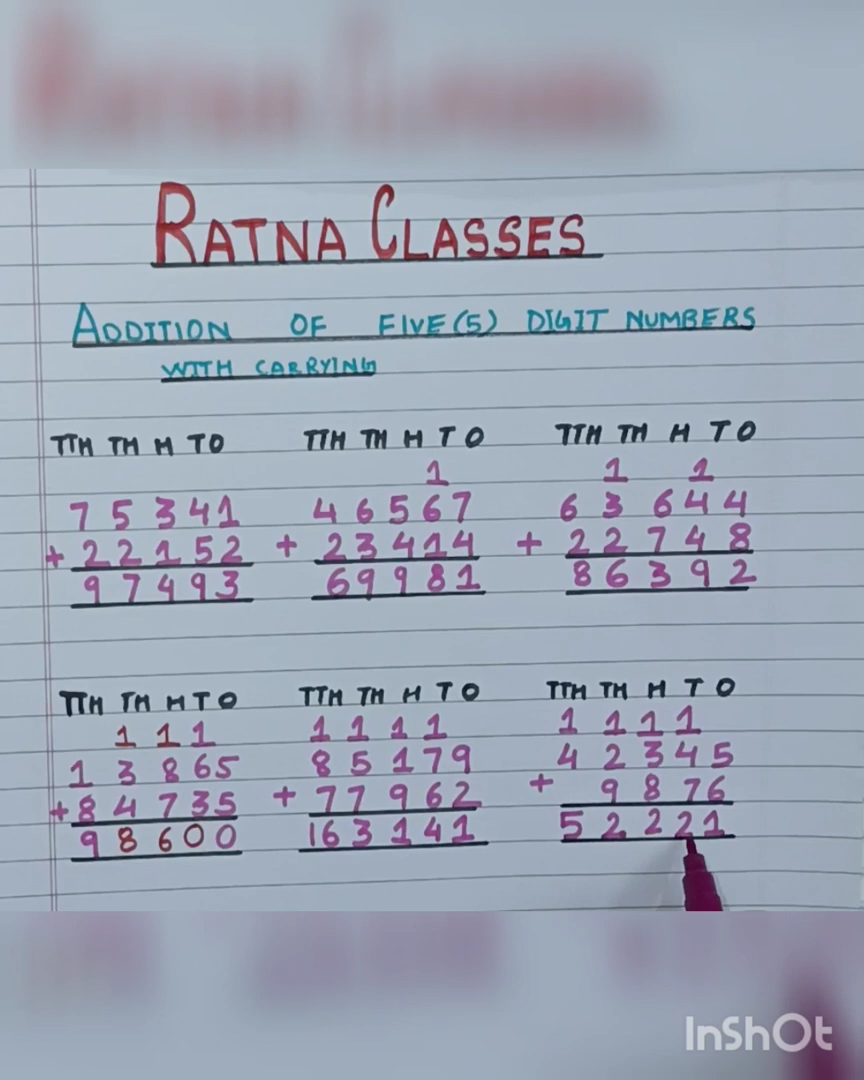 RATNA CLASSES
ADDITION OF FIVE(5) DIGIT NUMBERS
WITH CARRYING
TTH TH H T O TTH TH H T O TTH TH H T O
1 1 1
75341 46567 63644
+22152 +23414 +22748
97493 69981 86392
TTH TH H T O TTH TH H T O TTH TH H T O
1 1 1 1 1 1 1 1 1 1 1
13865 85179 42345
+84735 +77962 + 9876
98600 163141 52221
InShOt